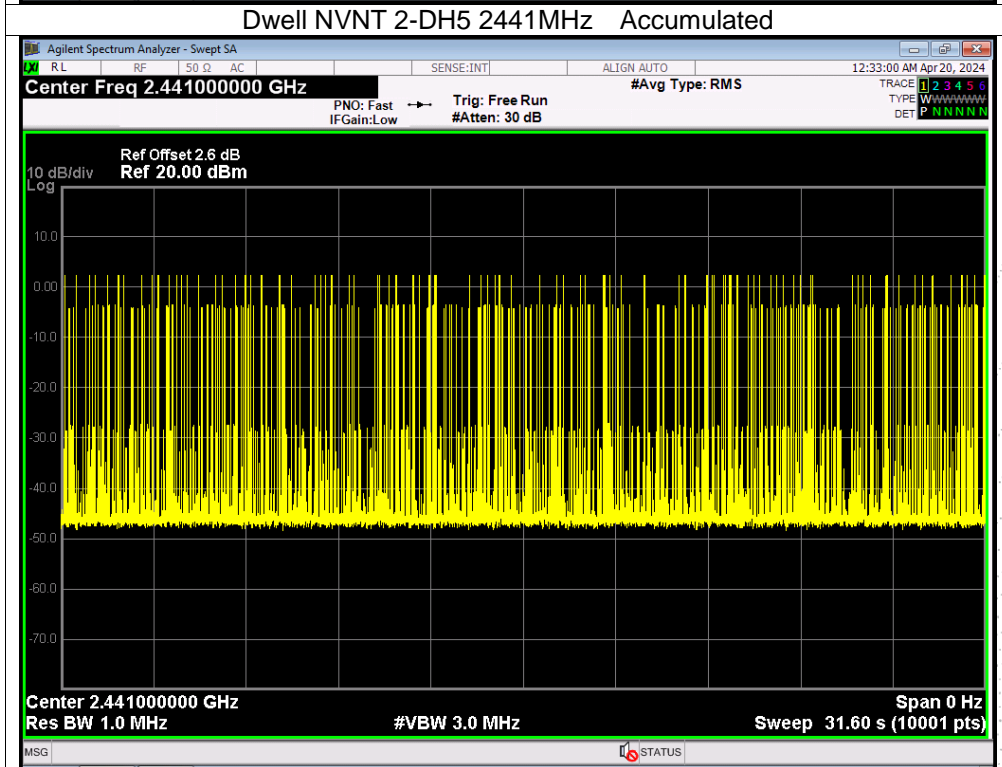 Dwell NVNT 2-DH5 2441MHz Accumulated
Agilent Spectrum Analyzer - Swept SA
LXI RL RF 50 Ω AC SENSE:INT ALIGN AUTO 12:33:00 AM Apr 20, 2024
Center Freq 2.441000000 GHz #Avg Type: RMS TRACE 1 2 3 4 5 6
PNO: Fast Trig: Free Run TYPE WWWWWW
IFGain:Low #Atten: 30 dB DET P N N N N N
Ref Offset 2.6 dB
10 dB/div Ref 20.00 dBm
Log
10.0
0.00
-10.0
-20.0
-30.0
-40.0
-50.0
-60.0
-70.0
Center 2.441000000 GHz Span 0 Hz
Res BW 1.0 MHz #VBW 3.0 MHz Sweep 31.60 s (10001 pts)
MSG STATUS